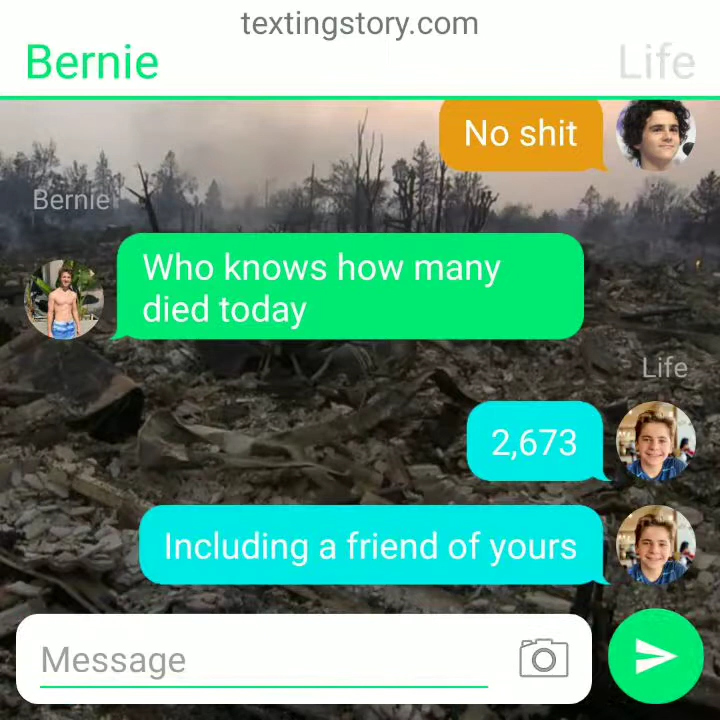 textingstory.com
Bernie
Life
No shit
Bernie
Who knows how many
died today
Life
2,673
Including a friend of yours
Message